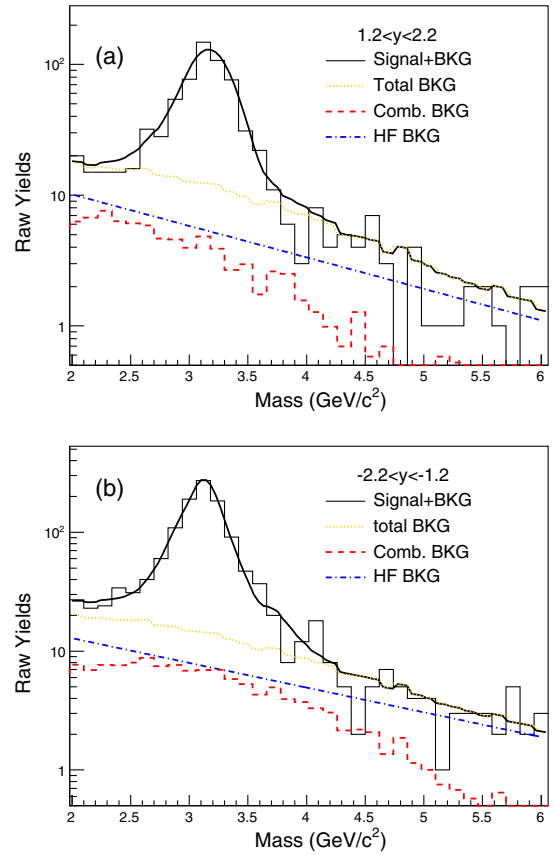 (a)
1.2<y<2.2
Signal+BKG
Total BKG
Comb. BKG
HF BKG
10²
10
1
Raw Yields
2 2.5 3 3.5 4 4.5 5 5.5 6
Mass (GeV/c²)
(b)
-2.2<y<-1.2
Signal+BKG
total BKG
Comb. BKG
HF BKG
10²
10
1
Raw Yields
2 2.5 3 3.5 4 4.5 5 5.5 6
Mass (GeV/c²)